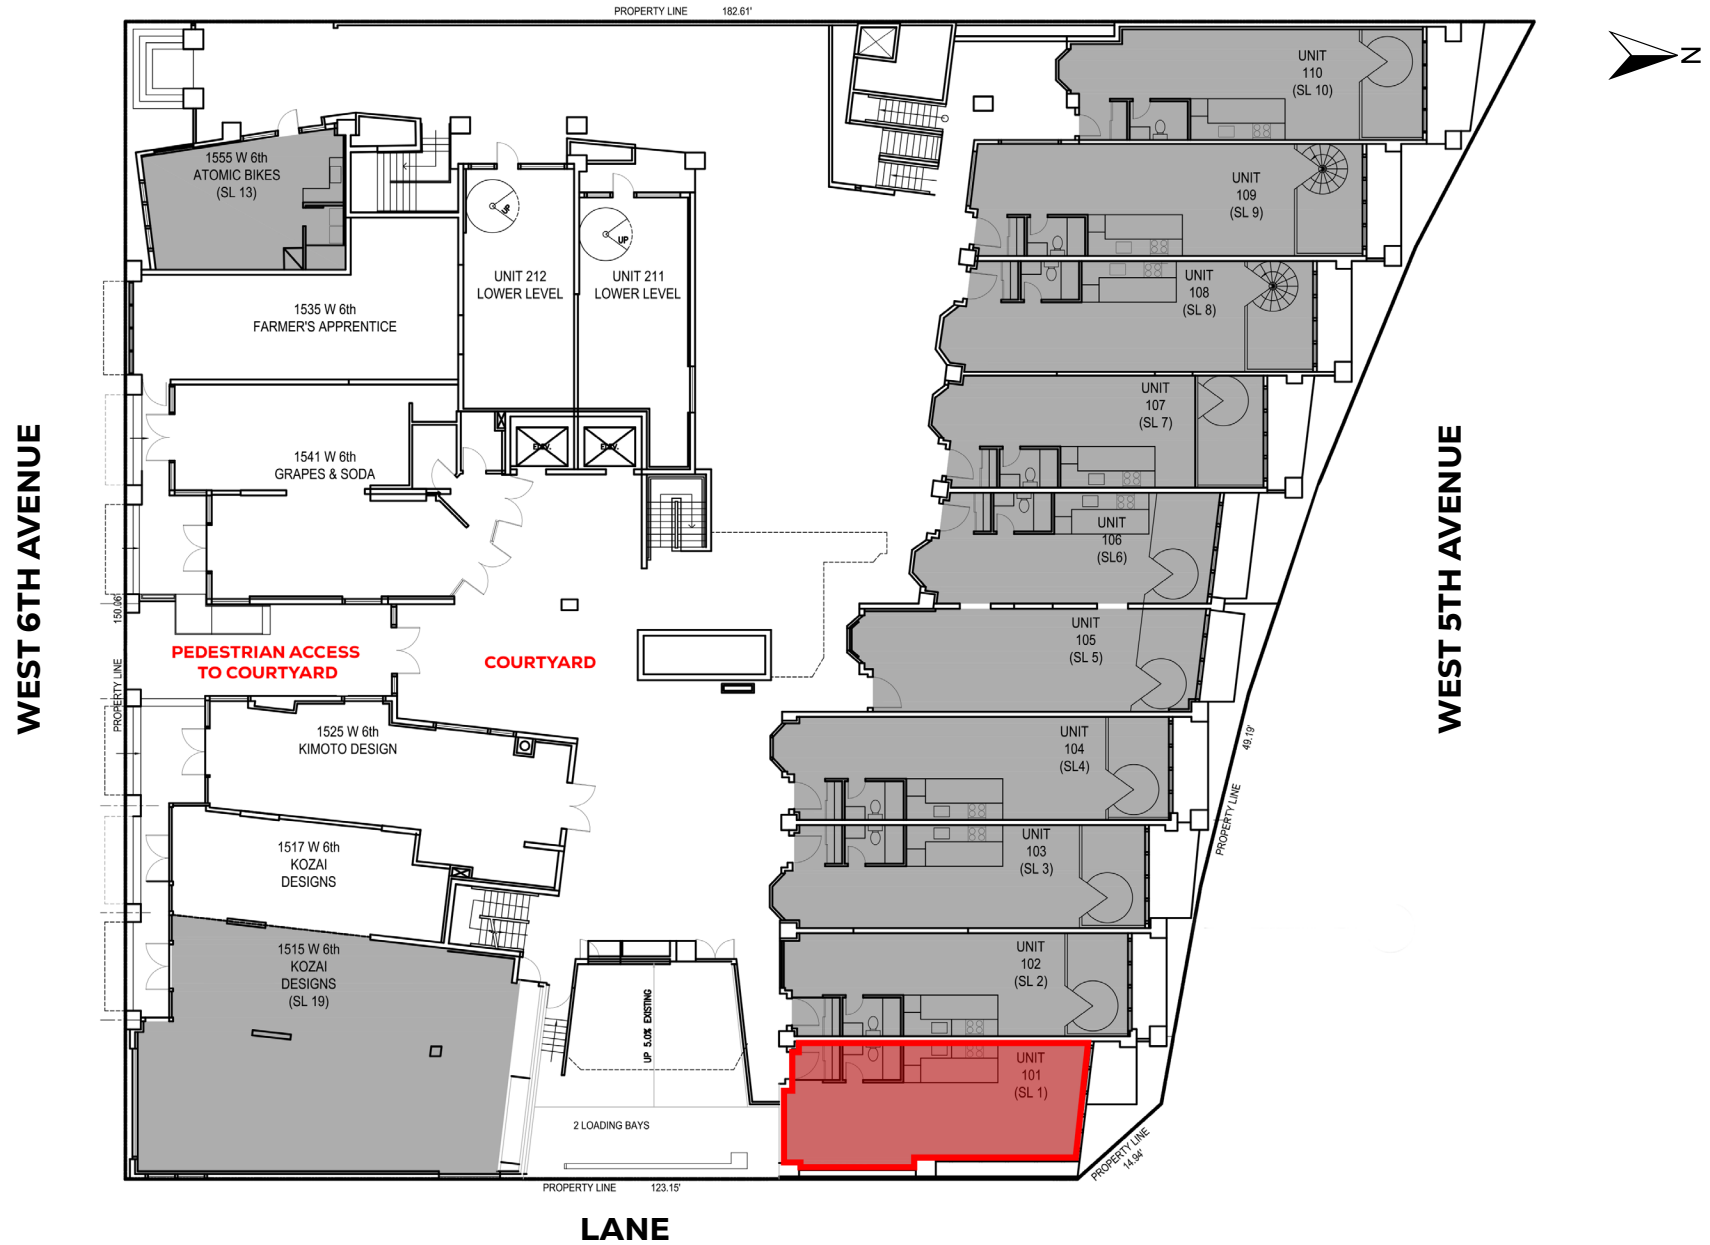 PROPERTY LINE 182.61'
N
UNIT
110
(SL 10)
1555 W 6th
ATOMIC BIKES
(SL 13)
UNIT
109
(SL 9)
UP
UP
UNIT 212
LOWER LEVEL
UNIT 211
LOWER LEVEL
UNIT
108
(SL 8)
1535 W 6th
FARMER'S APPRENTICE
UNIT
107
(SL 7)
ELEV.
ELEV.
1541 W 6th
GRAPES & SODA
WEST 6TH AVENUE
WEST 5TH AVENUE
UNIT
106
(SL6)
150.06'
PROPERTY LINE
UNIT
105
(SL 5)
PEDESTRIAN ACCESS
TO COURTYARD
COURTYARD
1525 W 6th
KIMOTO DESIGN
UNIT
104
(SL4)
49.19'
PROPERTY LINE
1517 W 6th
KOZAI
DESIGNS
UNIT
103
(SL 3)
1515 W 6th
KOZAI
DESIGNS
(SL 19)
UNIT
102
(SL 2)
UP 5.0% EXISTING
UNIT
101
(SL 1)
2 LOADING BAYS
PROPERTY LINE
14.94'
PROPERTY LINE 123.15'
LANE